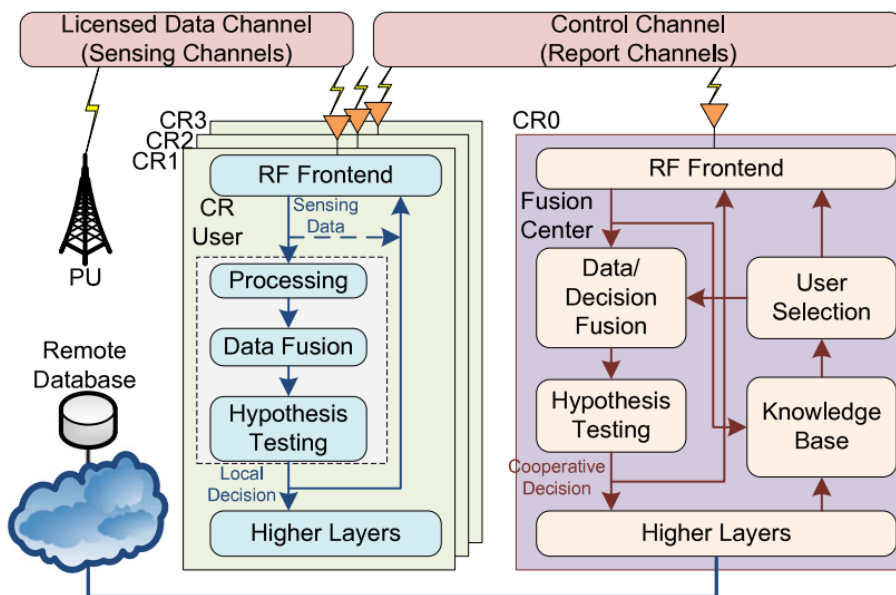 Licensed Data Channel
(Sensing Channels)
Control Channel
(Report Channels)
CR3
CR2
CR1
CR0
RF Frontend
CR
User
Sensing
Data
Processing
Data Fusion
Hypothesis
Testing
Local
Decision
Higher Layers
PU
Remote
Database
RF Frontend
Fusion
Center
Data/
Decision
Fusion
User
Selection
Hypothesis
Testing
Knowledge
Base
Cooperative
Decision
Higher Layers